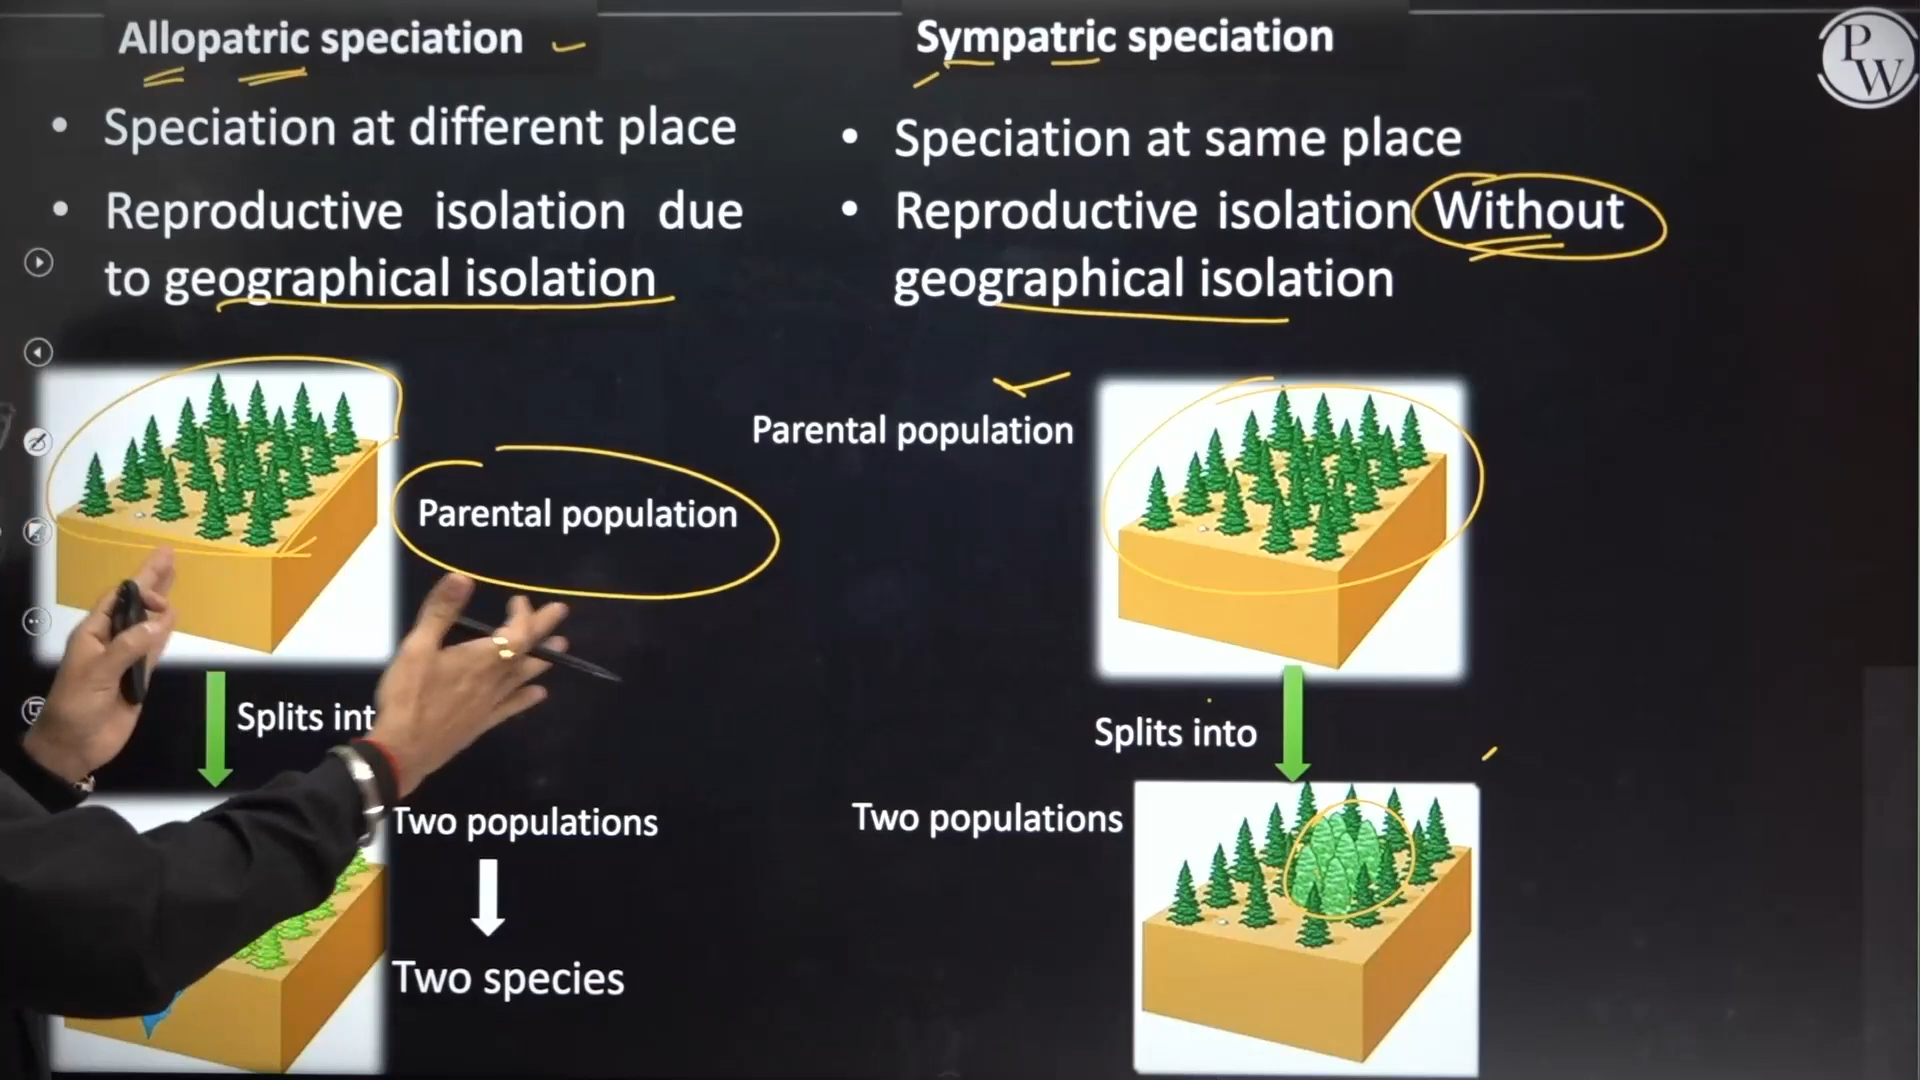 Allopatric speciation
• Speciation at different place
• Reproductive isolation due
to geographical isolation
Parental population
Splits int
Two populations
Two species
Sympatric speciation
• Speciation at same place
• Reproductive isolation Without
geographical isolation
Parental population
Splits into
Two populations
PW